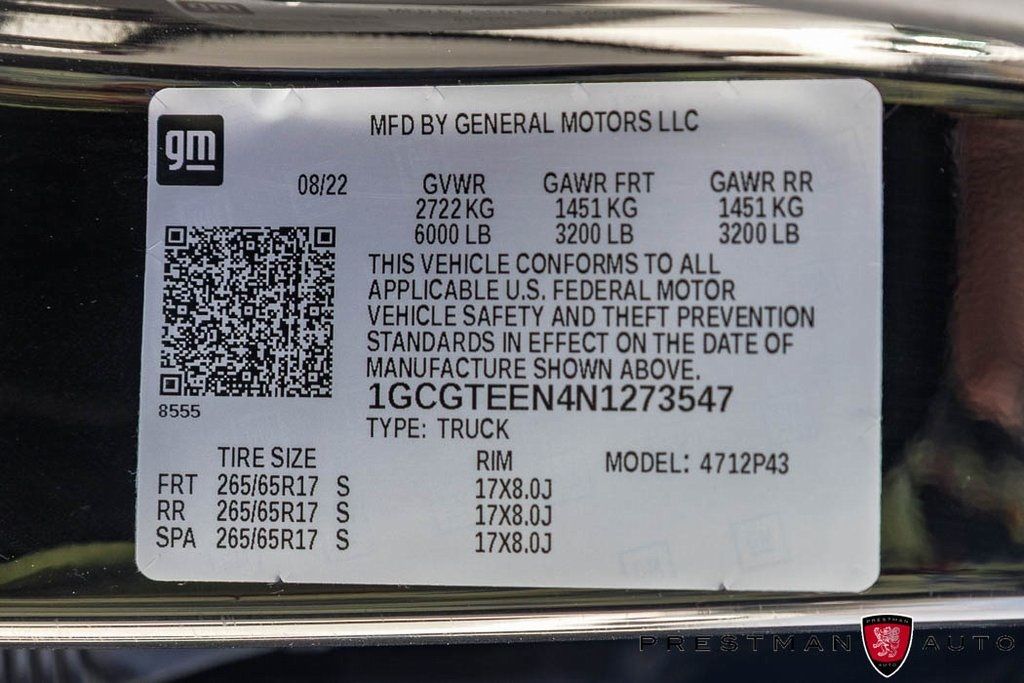 gm
MFD BY GENERAL MOTORS LLC
08/22 GVWR GAWR FRT GAWR RR
2722 KG 1451 KG 1451 KG
6000 LB 3200 LB 3200 LB
THIS VEHICLE CONFORMS TO ALL
APPLICABLE U.S. FEDERAL MOTOR
VEHICLE SAFETY AND THEFT PREVENTION
STANDARDS IN EFFECT ON THE DATE OF
MANUFACTURE SHOWN ABOVE.
8555
1GCGTEEN4N1273547
TYPE: TRUCK
TIRE SIZE RIM MODEL: 4712P43
FRT 265/65R17 S 17X8.0J
RR 265/65R17 S 17X8.0J
SPA 265/65R17 S 17X8.0J
PRESTMAN AUTO
PRESTMAN
AUTO